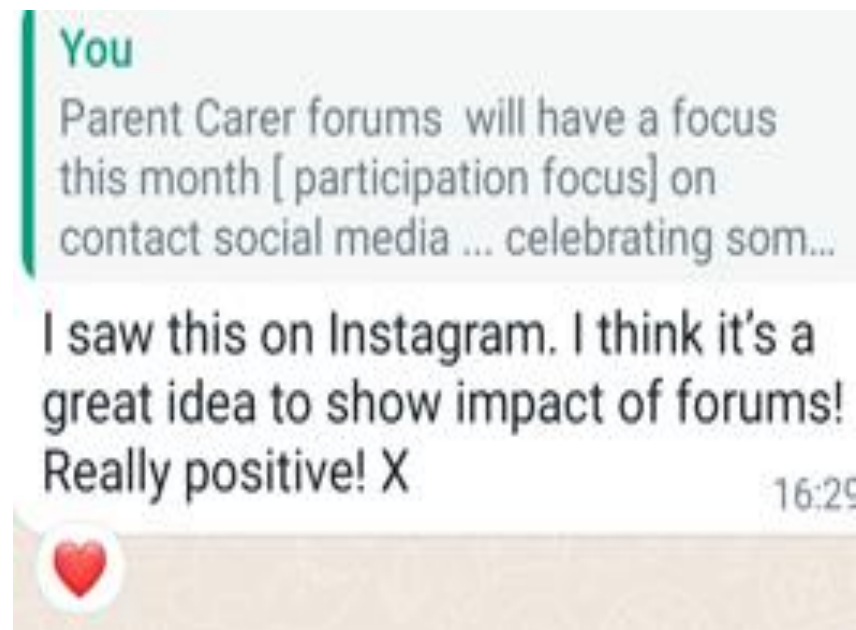 You
Parent Carer forums will have a focus
this month [ participation focus] on
contact social media ... celebrating som...
I saw this on Instagram. I think it's a
great idea to show impact of forums!
Really positive! X
16:29